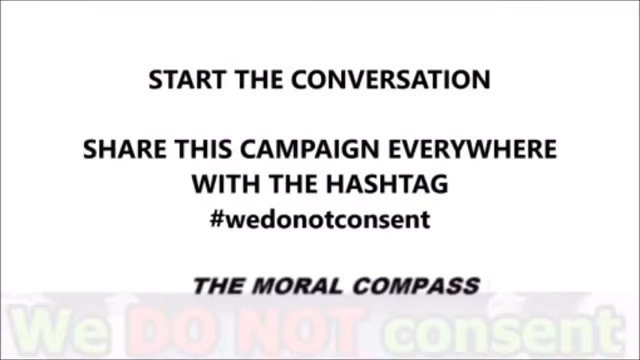 START THE CONVERSATION
SHARE THIS CAMPAIGN EVERYWHERE
WITH THE HASHTAG
#wedonotconsent
THE MORAL COMPASS
We DO NOT consent